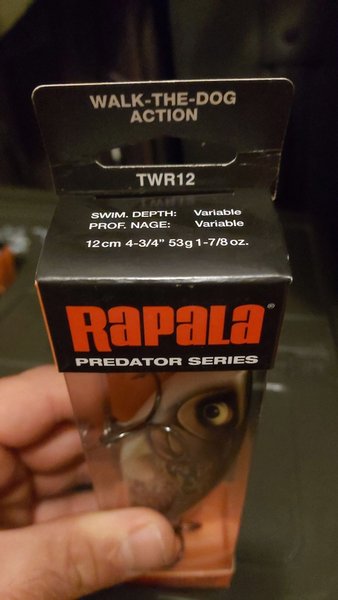 WALK-THE-DOG
ACTION
TWR12
SWIM. DEPTH: Variable
PROF. NAGE: Variable
12cm 4-3/4" 53g 1-7/8 oz.
Rapala®
PREDATOR SERIES